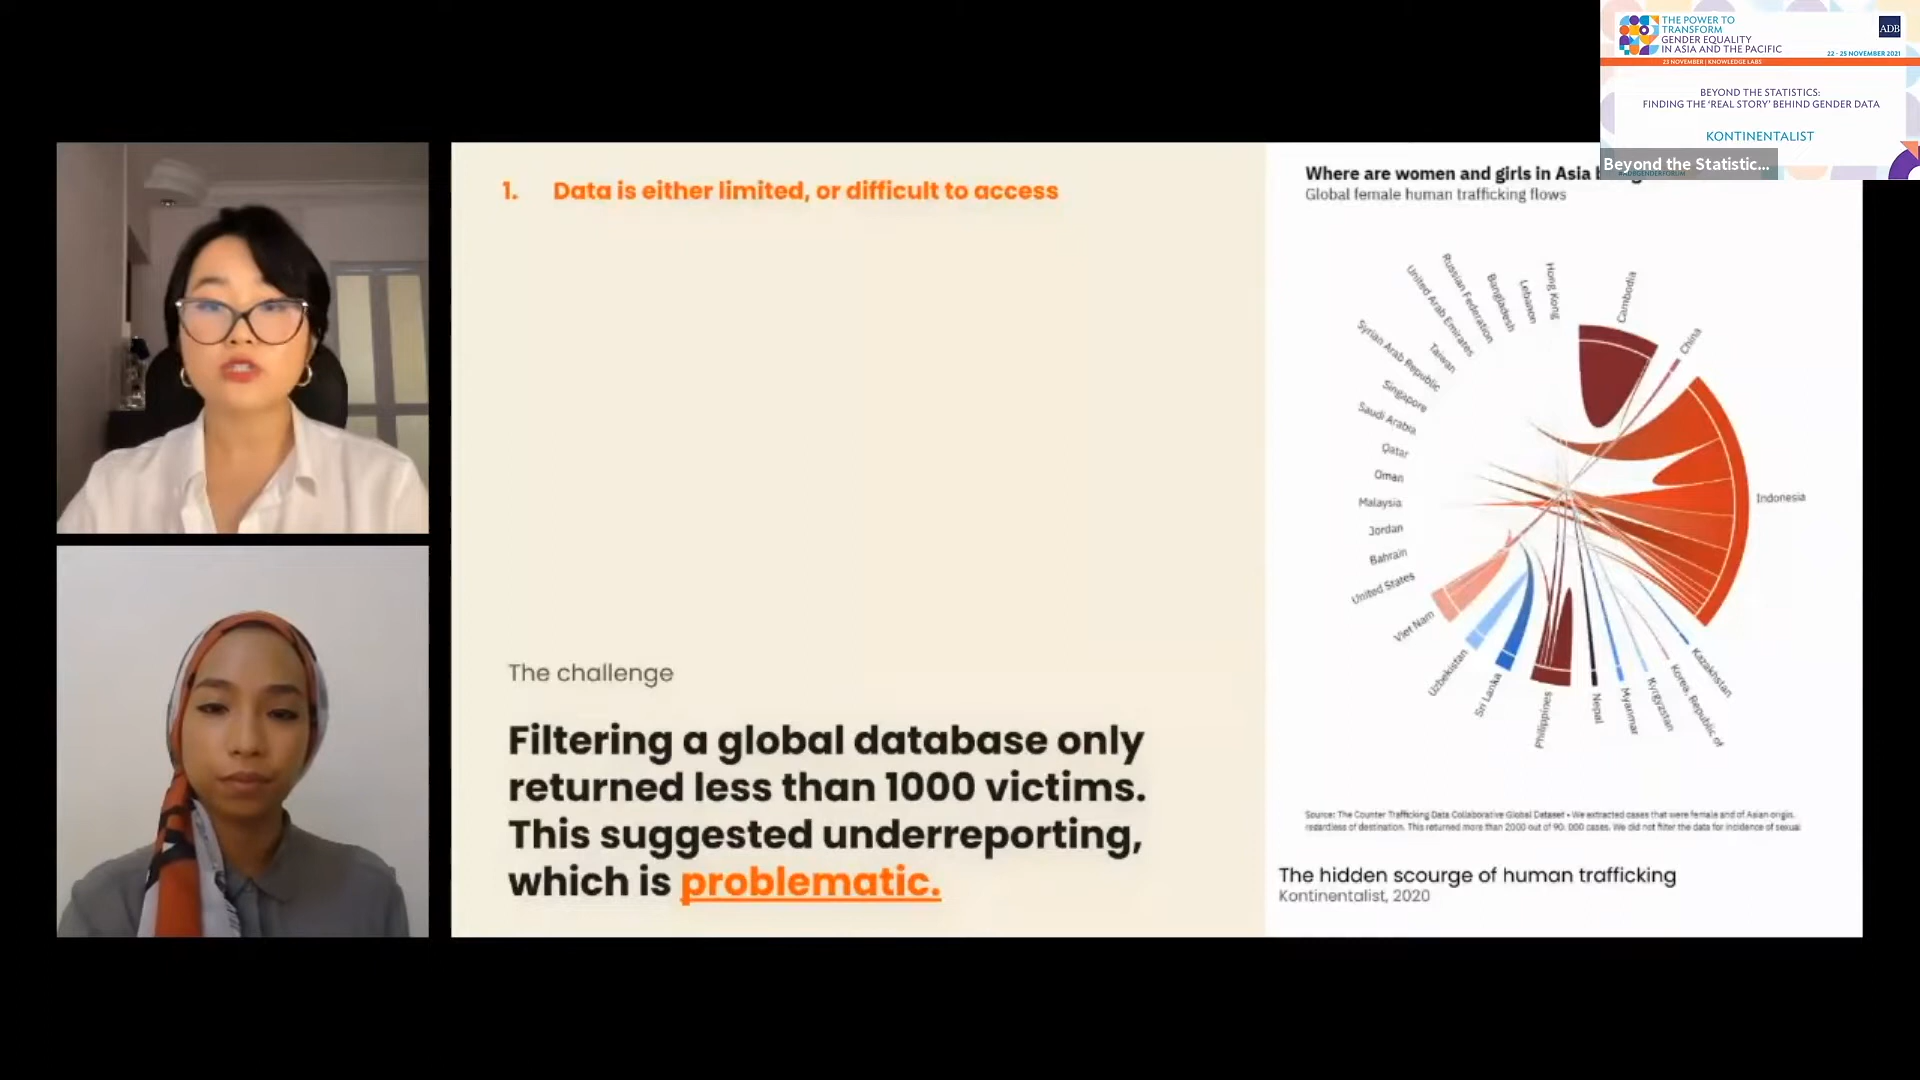 THE POWER TO
TRANSFORM
GENDER EQUALITY
IN ASIA AND THE PACIFIC
ADB
22 - 25 NOVEMBER 2021
23 NOVEMBER | KNOWLEDGE LABS
BEYOND THE STATISTICS:
FINDING THE 'REAL STORY' BEHIND GENDER DATA
KONTINENTALIST
Beyond the Statistic...
1. Data is either limited, or difficult to access
The challenge
Filtering a global database only
returned less than 1000 victims.
This suggested underreporting,
which is problematic.
Where are women and girls in Asia
Global female human trafficking flows
Hong Kong
Lebanon
Bangladesh
Russian Federation
United Arab Emirates
Taiwan
Syrian Arab Republic
Singapore
Saudi Arabia
Qatar
Oman
Malaysia
Jordan
Bahrain
United States
Viet Nam
Uzbekistan
Sri Lanka
Philippines
Nepal
Myanmar
Kyrgyzstan
Korea, Republic of
Kazakhstan
Indonesia
China
Cambodia
Source: The Counter Trafficking Data Collaborative Global Dataset • We extracted cases that were female and of Asian origin,
regardless of destination. This returned more than 2000 out of 90, 000 cases. We did not filter the data for incidence of sexual
The hidden scourge of human trafficking
Kontinentalist, 2020